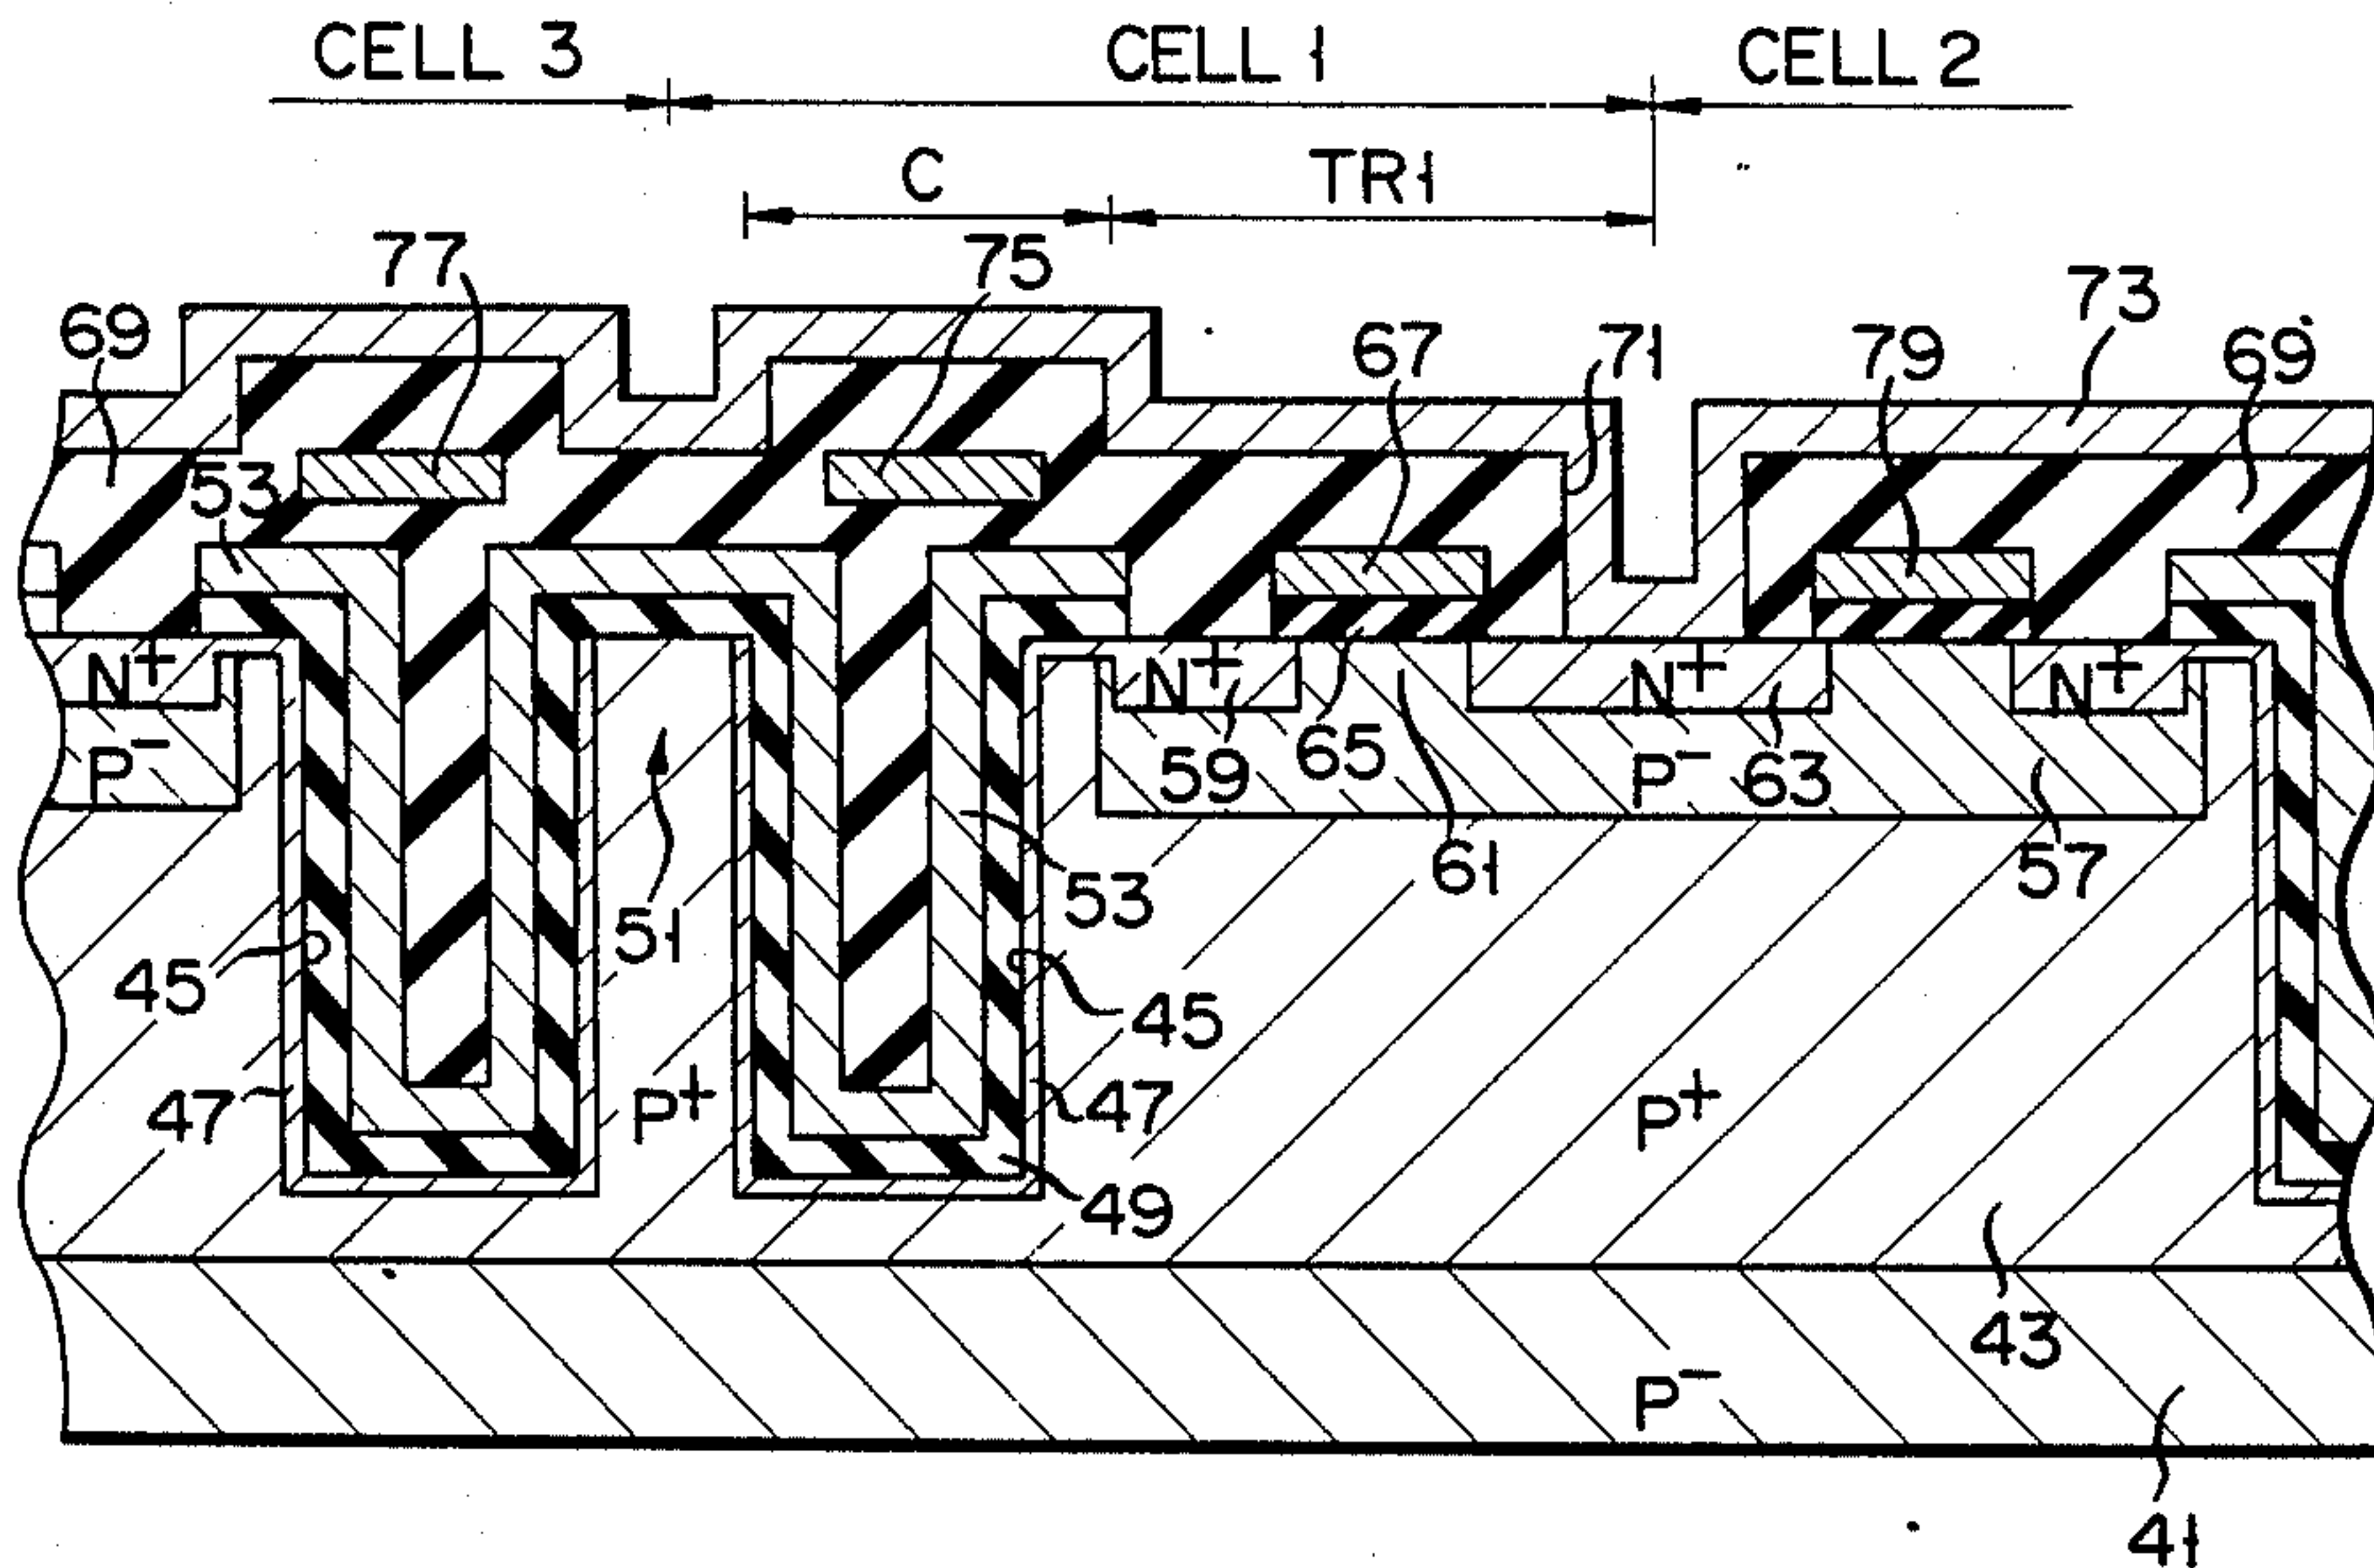 CELL 3 CELL 1 CELL 2
C TR1
77 75 73
69 67 71 79 69
53
N+ N+ N+ N+
P- 59 65 P- 63
61 57
53
51
45 45
47 P+ 47 P+
49
43
P-
41